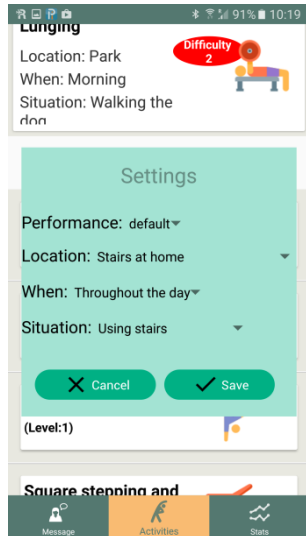 91% 10:19
Lunging
Location: Park
When: Morning
Situation: Walking the
dog
Difficulty
2
Settings
Performance: default
Location: Stairs at home
When: Throughout the day
Situation: Using stairs
Cancel
Save
(Level:1)
Square stepping and
Message
Activities
Stats